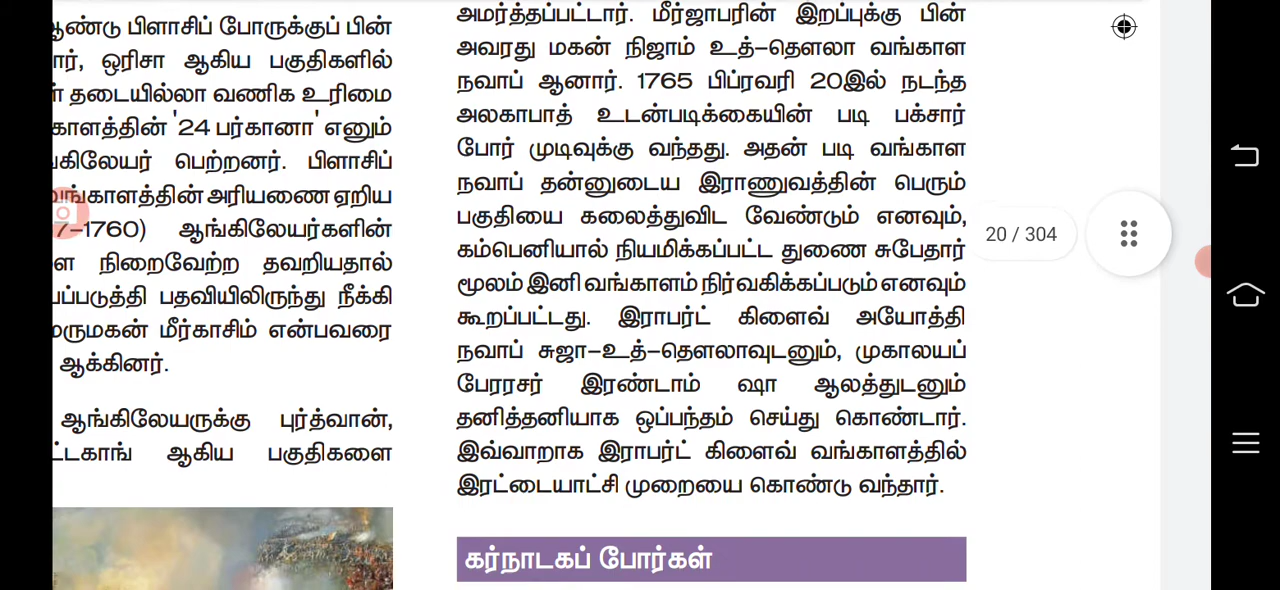 ஆண்டு பிளாசிப் போருக்குப் பின்
ஒரிசா ஆகிய பகுதிகளில்
தடையில்லா வணிக உரிமை
'24 பர்கானா' எனும்
பெற்றனர். பிளாசிப்
வங்காளத்தின் அரியணை ஏறிய
7–1760) ஆங்கிலேயர்களின்
நிறைவேற்ற தவறியதால்
பதவியிலிருந்து நீக்கி
மருமகன் மீர்காசிம் என்பவரை
ஆக்கினர்.
ஆங்கிலேயருக்கு புர்த்வான்,
ஆகிய பகுதிகளை
அமர்த்தப்பட்டார். மீர்ஜாபரின் இறப்புக்கு பின்
அவரது மகன் நிஜாம் உத்–தௌலா வங்காள
நவாப் ஆனார். 1765 பிப்ரவரி 20இல் நடந்த
அலகாபாத் உடன்படிக்கையின் படி பக்சார்
போர் முடிவுக்கு வந்தது. அதன் படி வங்காள
நவாப் தன்னுடைய இராணுவத்தின் பெரும்
பகுதியை கலைத்துவிட வேண்டும் எனவும்,
கம்பெனியால் நியமிக்கப்பட்ட துணை சுபேதார்
மூலம் இனி வங்காளம் நிர்வகிக்கப்படும் எனவும்
கூறப்பட்டது. இராபர்ட் கிளைவ் அயோத்தி
நவாப் சுஜா–உத்–தௌலாவுடனும், முகாலயப்
பேரரசர் இரண்டாம் ஷா ஆலத்துடனும்
தனித்தனியாக ஒப்பந்தம் செய்து கொண்டார்.
இவ்வாறாக இராபர்ட் கிளைவ் வங்காளத்தில்
இரட்டையாட்சி முறையை கொண்டு வந்தார்.
கர்நாடகப் போர்கள்
20 / 304